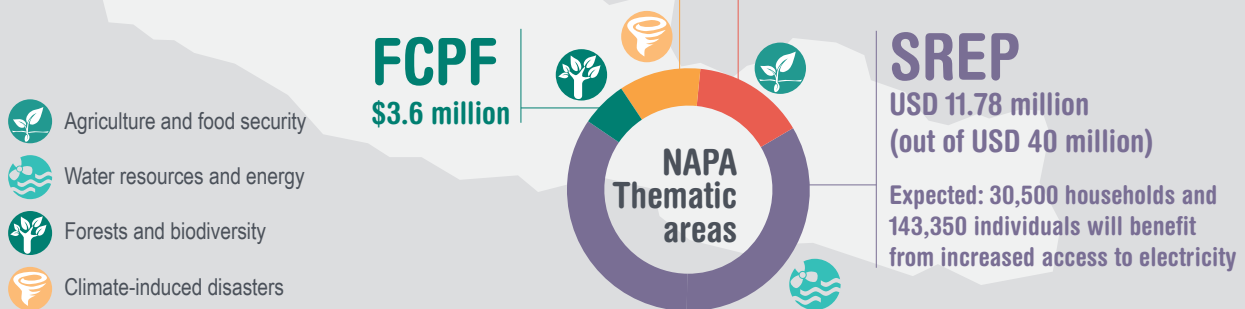 FCPF
$3.6 million
SREP
USD 11.78 million
(out of USD 40 million)
Expected: 30,500 households and
143,350 individuals will benefit
from increased access to electricity
Agriculture and food security
Water resources and energy
Forests and biodiversity
Climate-induced disasters
NAPA
Thematic
areas